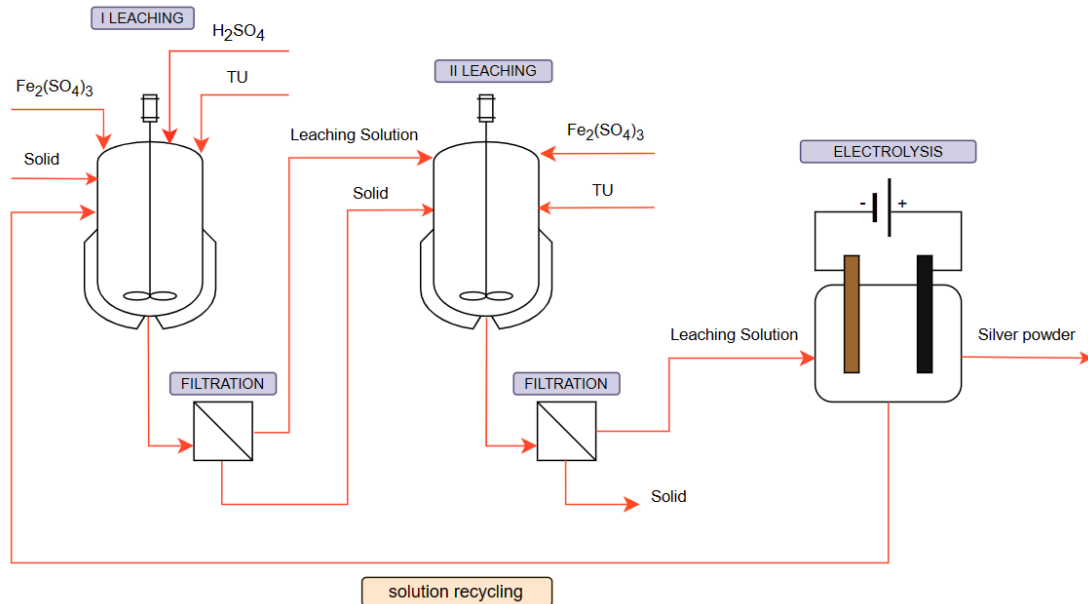 I LEACHING
H₂SO₄
TU
Fe₂(SO₄)₃
Solid
II LEACHING
Leaching Solution
Fe₂(SO₄)₃
Solid
TU
ELECTROLYSIS
- +
FILTRATION
FILTRATION
Leaching Solution
Silver powder
Solid
solution recycling